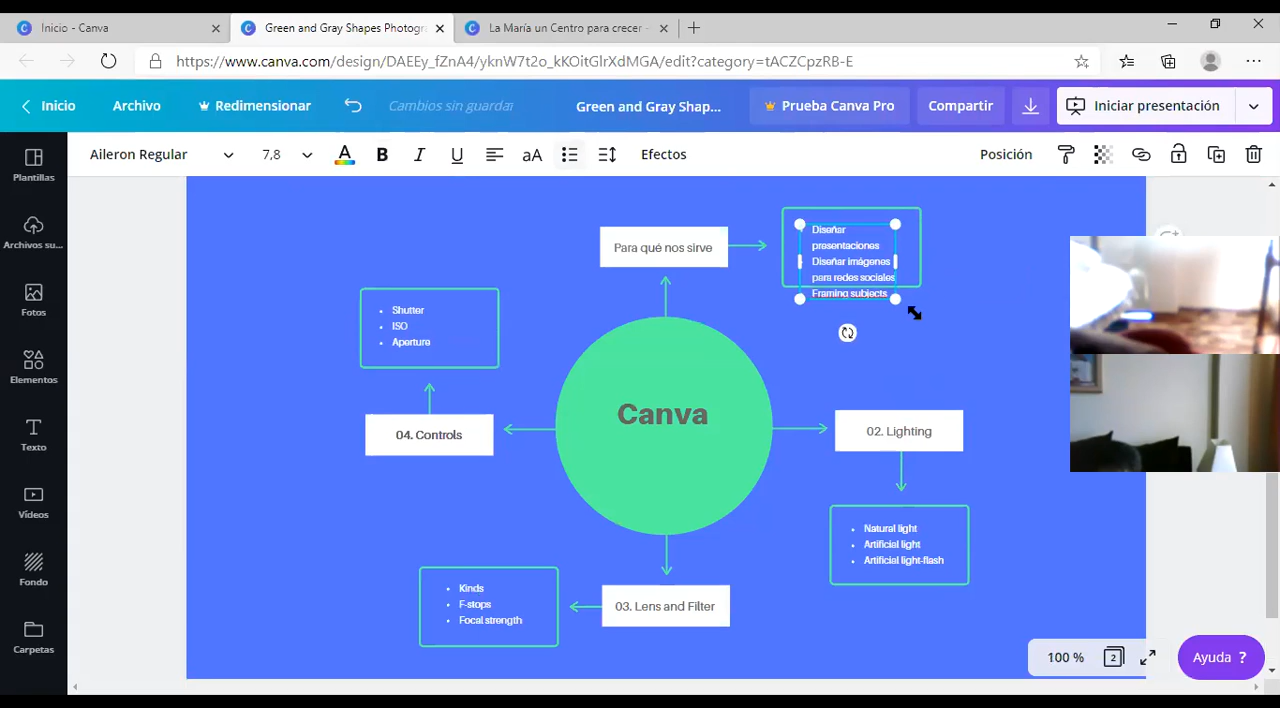 Inicio - Canva
Green and Gray Shapes Photogra
La María un Centro para crecer -
https://www.canva.com/design/DAEEy_fZnA4/yknW7t2o_kKOitGlrXdMGA/edit?category=tACZCpzRB-E
Inicio
Archivo
Redimensionar
Cambios sin guardar
Green and Gray Shap...
Prueba Canva Pro
Compartir
Iniciar presentación
Aileron Regular
7,8
A
B
I
U
aA
Efectos
Posición
Plantillas
Archivos su...
Fotos
Elementos
Texto
Vídeos
Fondo
Carpetas
Para qué nos sirve
Diseñar
presentaciones
Diseñar imágenes
para redes sociales
Framing subjects
Shutter
ISO
Aperture
04. Controls
Canva
02. Lighting
Natural light
Artificial light
Artificial light-flash
Kinds
F-stops
Focal strength
03. Lens and Filter
100 %
2
Ayuda ?